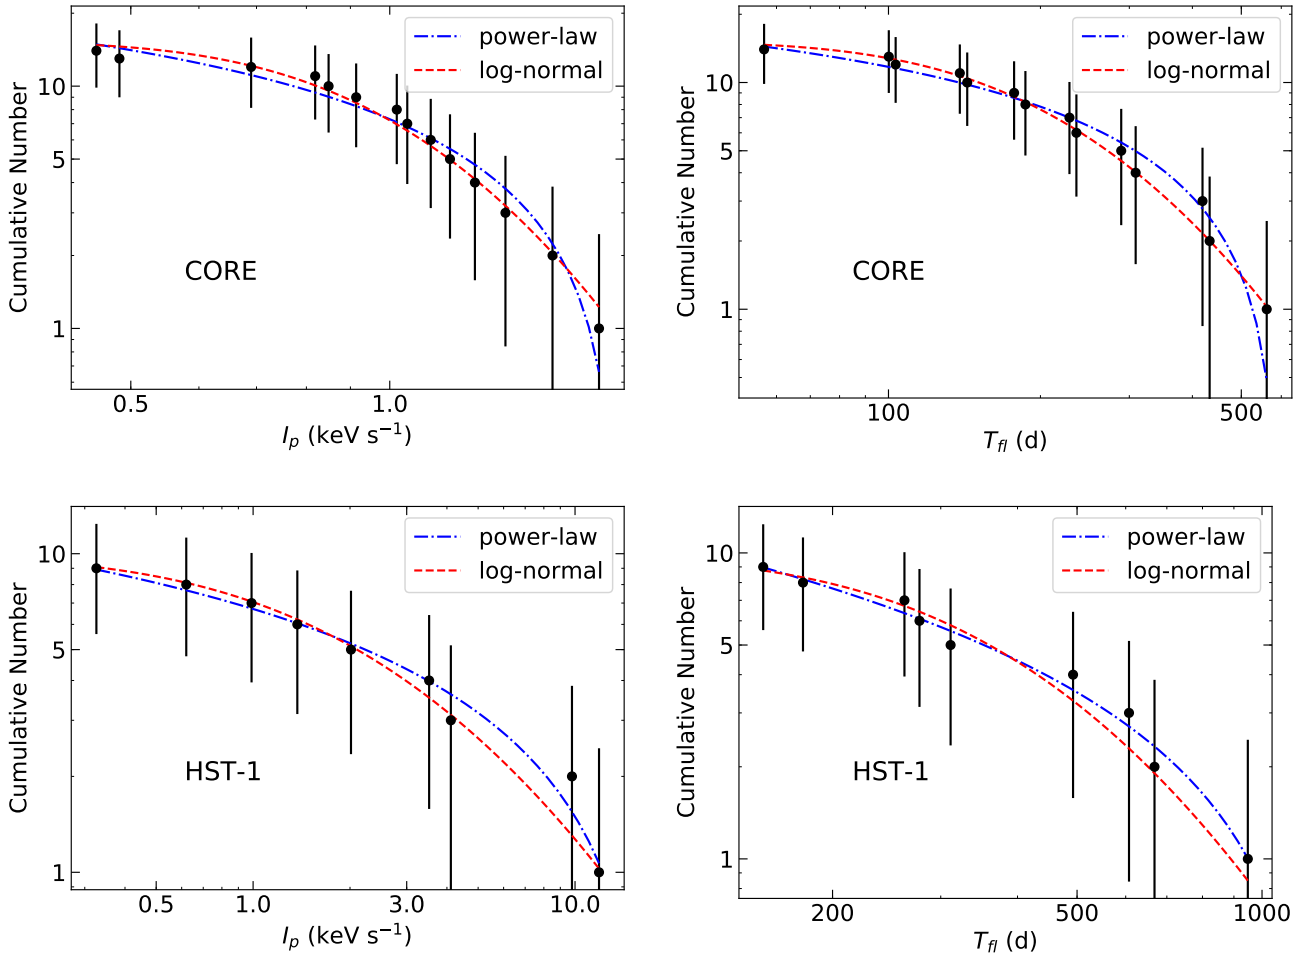 Cumulative Number
10
5
1
power-law
log-normal
CORE
0.5
1.0
I_p (keV s⁻¹)
Cumulative Number
10
5
1
power-law
log-normal
CORE
100
500
T_fl (d)
Cumulative Number
10
5
1
power-law
log-normal
HST-1
0.5
1.0
3.0
10.0
I_p (keV s⁻¹)
Cumulative Number
10
5
1
power-law
log-normal
HST-1
200
500
1000
T_fl (d)